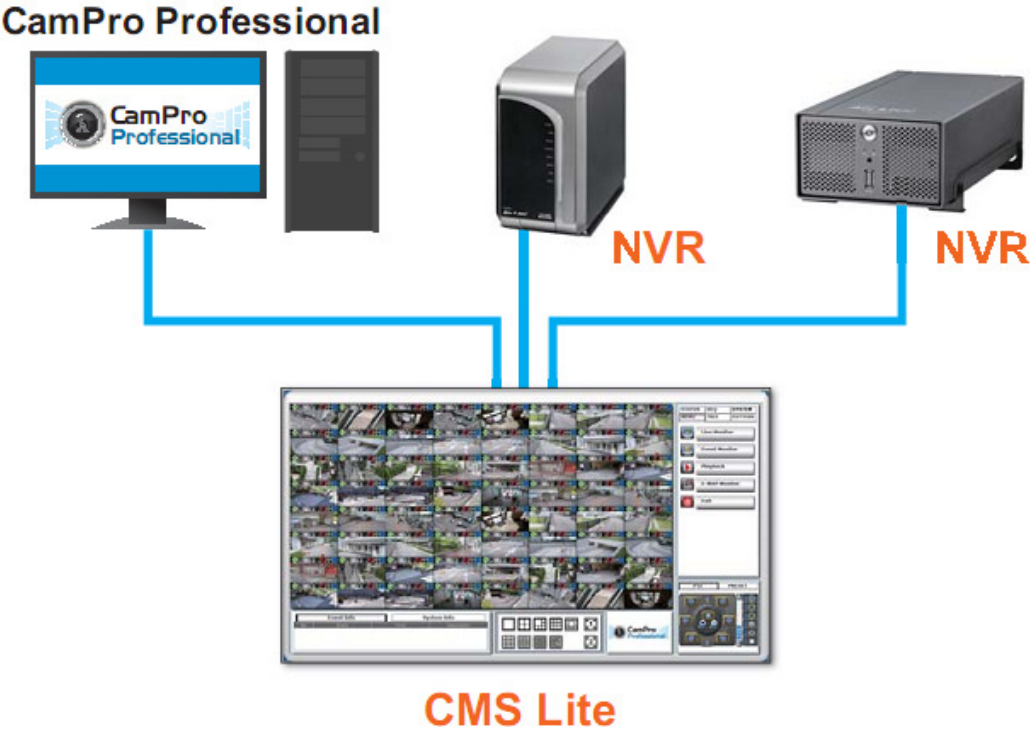 CamPro Professional
CamPro
Professional
NVR
NVR
SYSTEM
Live Monitor
Event Monitor
Playback
E-MAP Monitor
Exit
PTZ
PRESET
Event Info
System Info
CamPro
Professional
CMS Lite